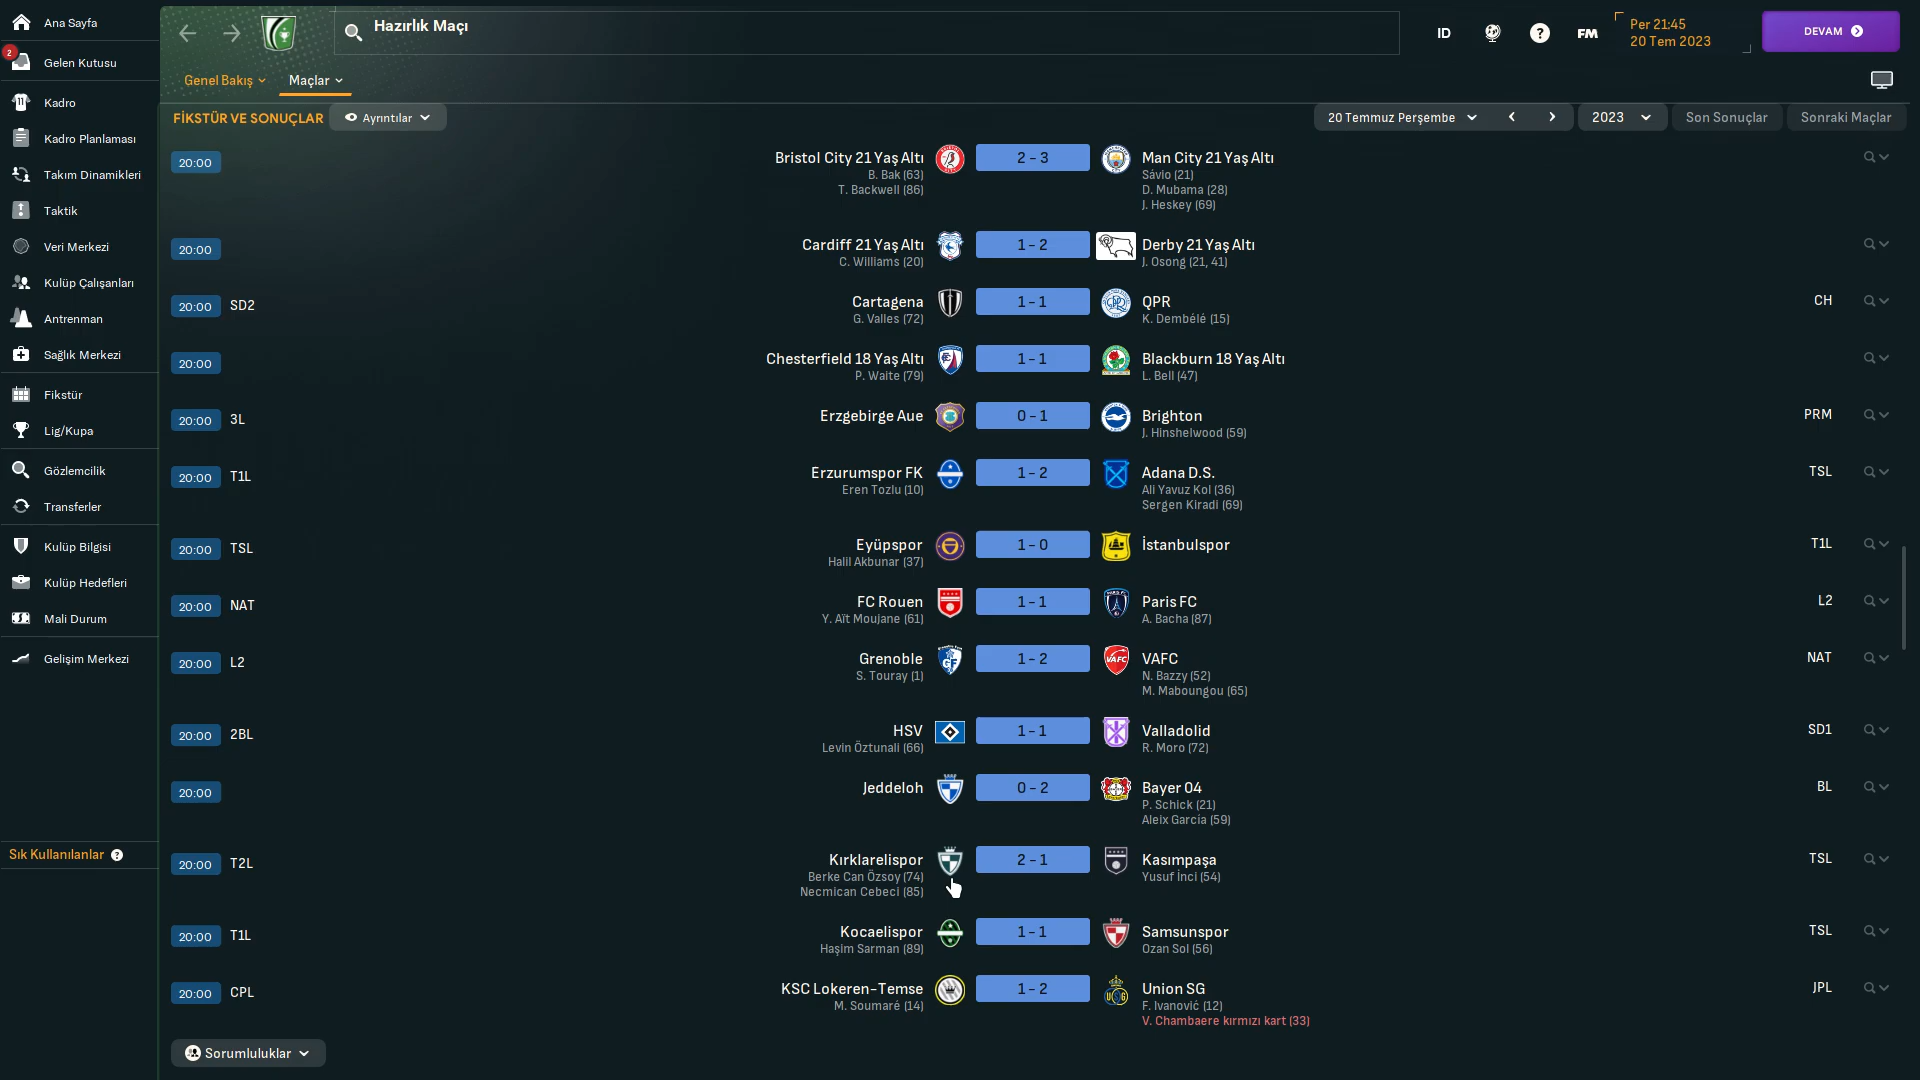 Ana Sayfa
2
Gelen Kutusu
Kadro
Kadro Planlaması
Takım Dinamikleri
Taktik
Veri Merkezi
Kulüp Çalışanları
Antrenman
Sağlık Merkezi
Fikstür
Lig/Kupa
Gözlemcilik
Transferler
Kulüp Bilgisi
Kulüp Hedefleri
Mali Durum
Gelişim Merkezi
Sık Kullanılanlar ?
Hazırlık Maçı
ID ? FM
Per 21:45
20 Tem 2023
DEVAM
Genel Bakış Maçlar
FİKSTÜR VE SONUÇLAR Ayrıntılar 20 Temmuz Perşembe 2023 Son Sonuçlar Sonraki Maçlar
20:00 Bristol City 21 Yaş Altı 2 - 3 Man City 21 Yaş Altı
B. Bak (63) Sávio (21)
T. Backwell (86) D. Mubama (28)
J. Heskey (69)
20:00 Cardiff 21 Yaş Altı 1 - 2 Derby 21 Yaş Altı
C. Williams (20) J. Osong (21, 41)
20:00 SD2 Cartagena 1 - 1 QPR CH
G. Valles (72) K. Dembélé (15)
20:00 Chesterfield 18 Yaş Altı 1 - 1 Blackburn 18 Yaş Altı
P. Waite (79) L. Bell (47)
20:00 3L Erzgebirge Aue 0 - 1 Brighton PRM
J. Hinshelwood (59)
20:00 T1L Erzurumspor FK 1 - 2 Adana D.S. TSL
Eren Tozlu (10) Ali Yavuz Kol (36)
Sergen Kiradi (69)
20:00 TSL Eyüpspor 1 - 0 İstanbulspor T1L
Halil Akbunar (37)
20:00 NAT FC Rouen 1 - 1 Paris FC L2
Y. Aït Moujane (61) A. Bacha (87)
20:00 L2 Grenoble 1 - 2 VAFC NAT
S. Touray (1) N. Bazzy (52)
M. Maboungou (65)
20:00 2BL HSV 1 - 1 Valladolid SD1
Levin Öztunali (66) R. Moro (72)
20:00 Jeddeloh 0 - 2 Bayer 04 BL
P. Schick (21)
Aleix García (59)
20:00 T2L Kırklarelispor 2 - 1 Kasımpaşa TSL
Berke Can Özsoy (74) Yusuf İnci (54)
Necmican Cebeci (85)
20:00 T1L Kocaelispor 1 - 1 Samsunspor TSL
Haşim Sarman (89) Ozan Sol (56)
20:00 CPL KSC Lokeren-Temse 1 - 2 Union SG JPL
M. Soumaré (14) F. Ivanović (12)
V. Chambaere kırmızı kart (33)
Sorumluluklar